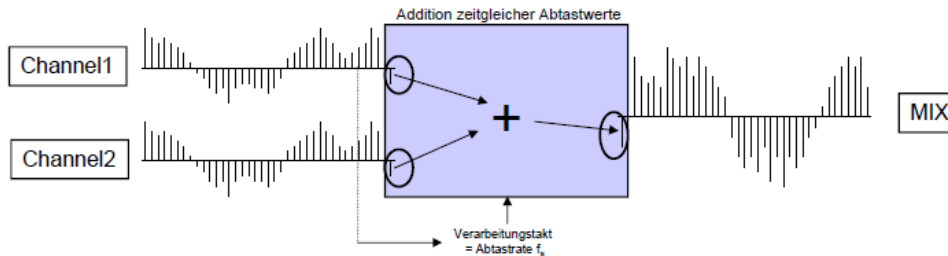 Addition zeitgleicher Abtastwerte
Channel1
+
MIX
Channel2
Verarbeitungstakt
= Abtastrate fs